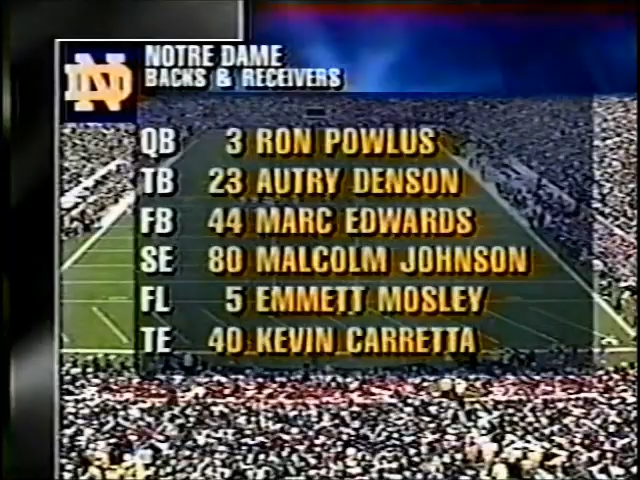 ND
NOTRE DAME
BACKS & RECEIVERS
QB 3 RON POWLUS
TB 23 AUTRY DENSON
FB 44 MARC EDWARDS
SE 80 MALCOLM JOHNSON
FL 5 EMMETT MOSLEY
TE 40 KEVIN CARRETTA